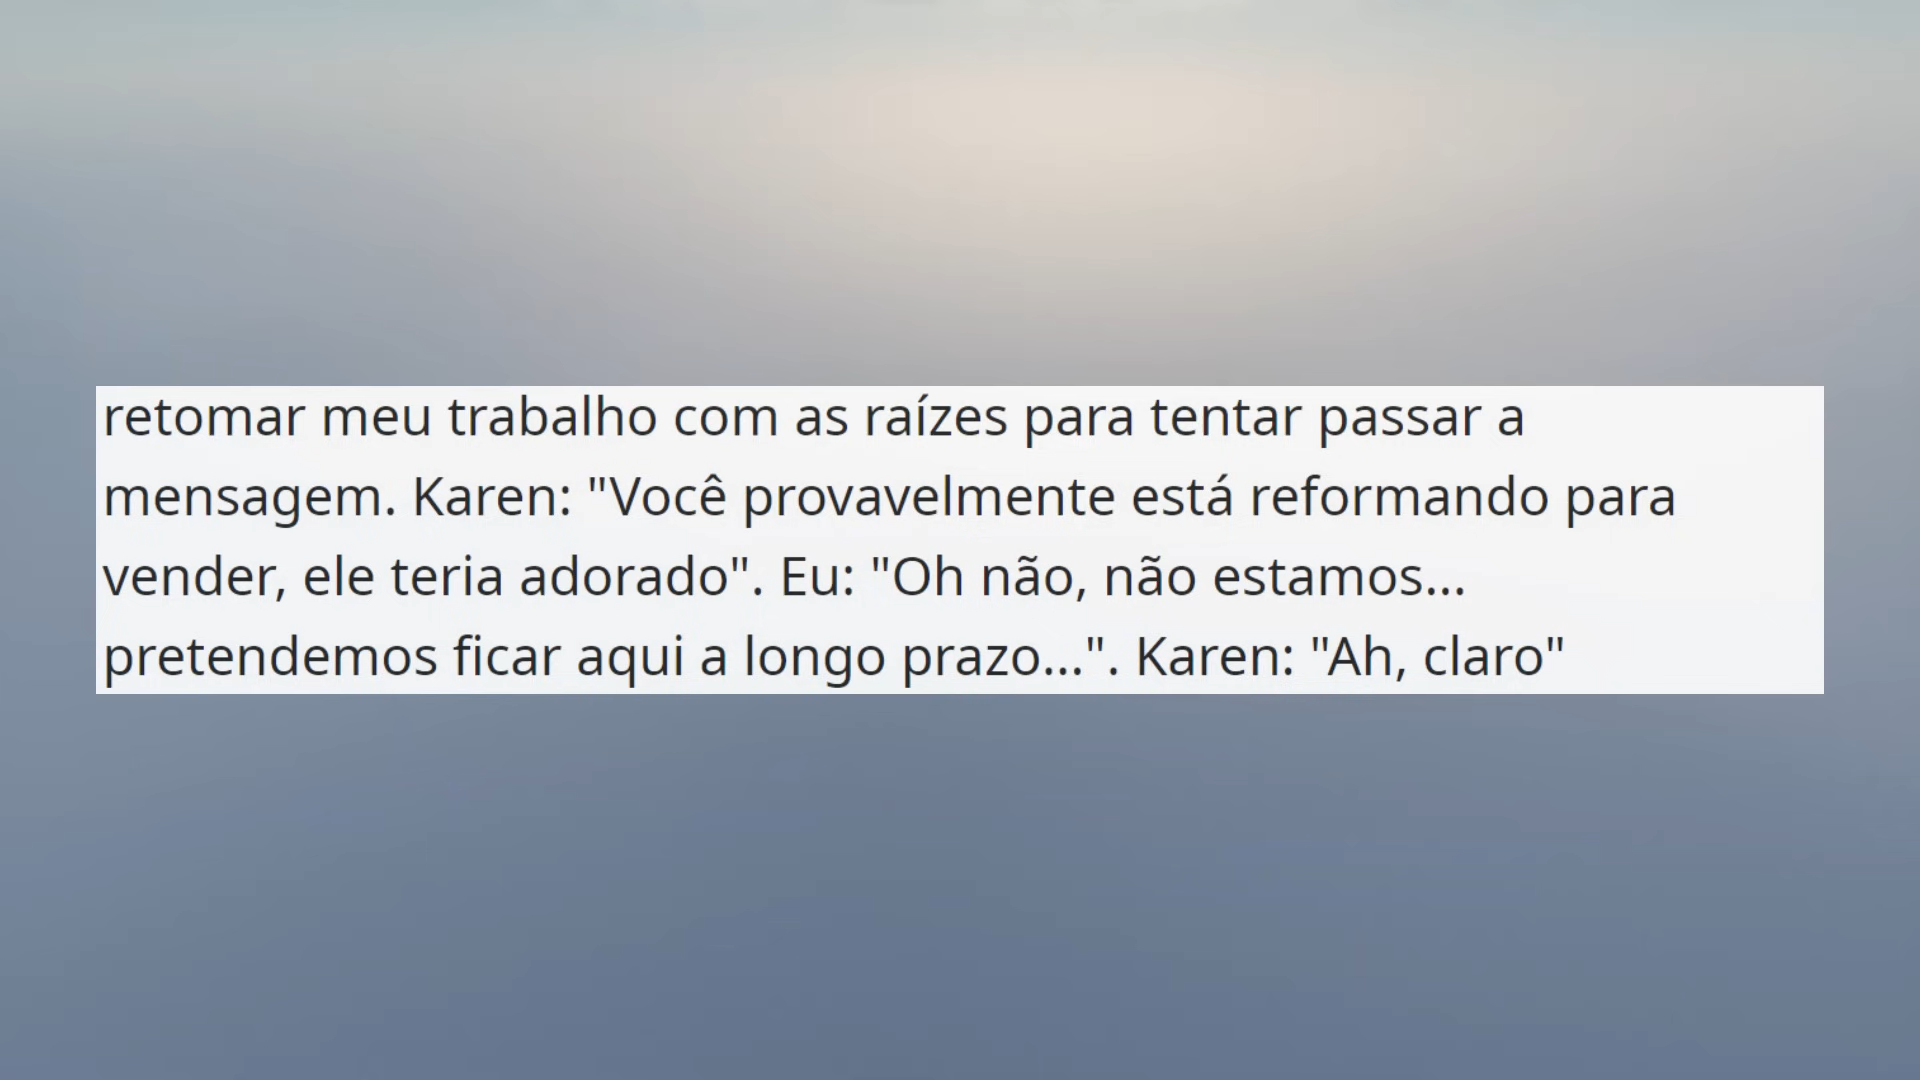 retomar meu trabalho com as raízes para tentar passar a
mensagem. Karen: "Você provavelmente está reformando para
vender, ele teria adorado". Eu: "Oh não, não estamos...
pretendemos ficar aqui a longo prazo...". Karen: "Ah, claro"